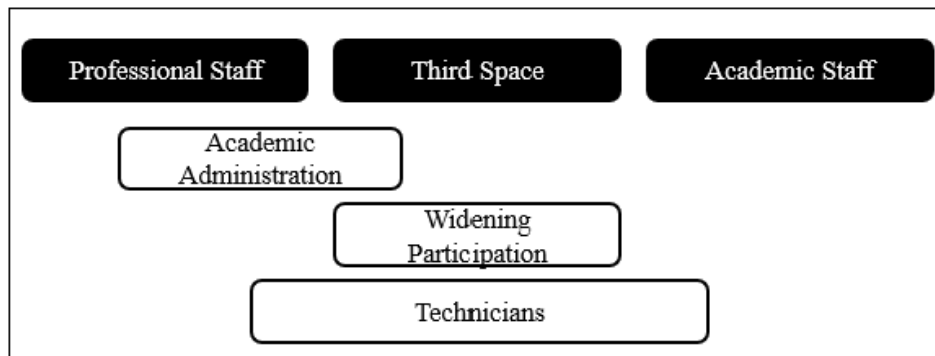 Professional Staff
Third Space
Academic Staff
Academic
Administration
Widening
Participation
Technicians